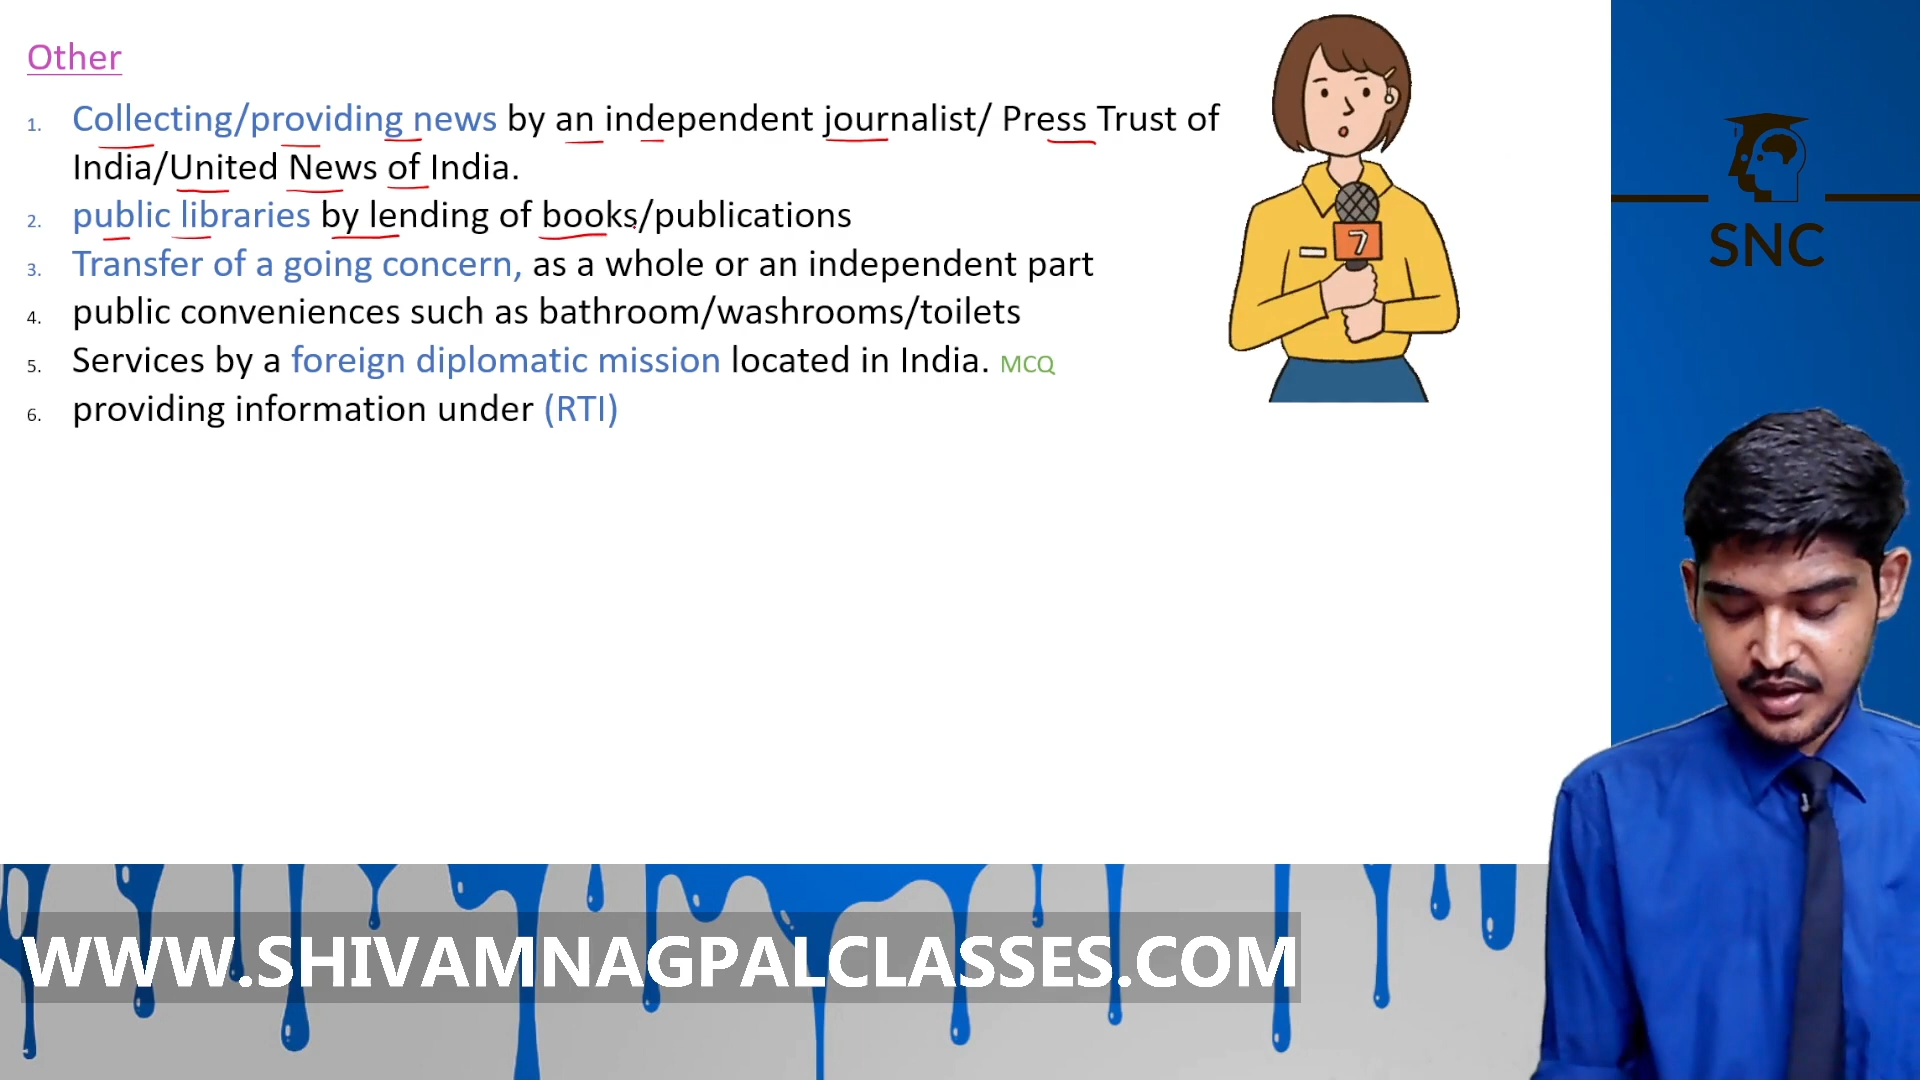 Other
1. Collecting/providing news by an independent journalist/ Press Trust of
India/United News of India.
2. public libraries by lending of books/publications
3. Transfer of a going concern, as a whole or an independent part
4. public conveniences such as bathroom/washrooms/toilets
5. Services by a foreign diplomatic mission located in India. MCQ
6. providing information under (RTI)
7
SNC
WWW.SHIVAMNAGPALCLASSES.COM